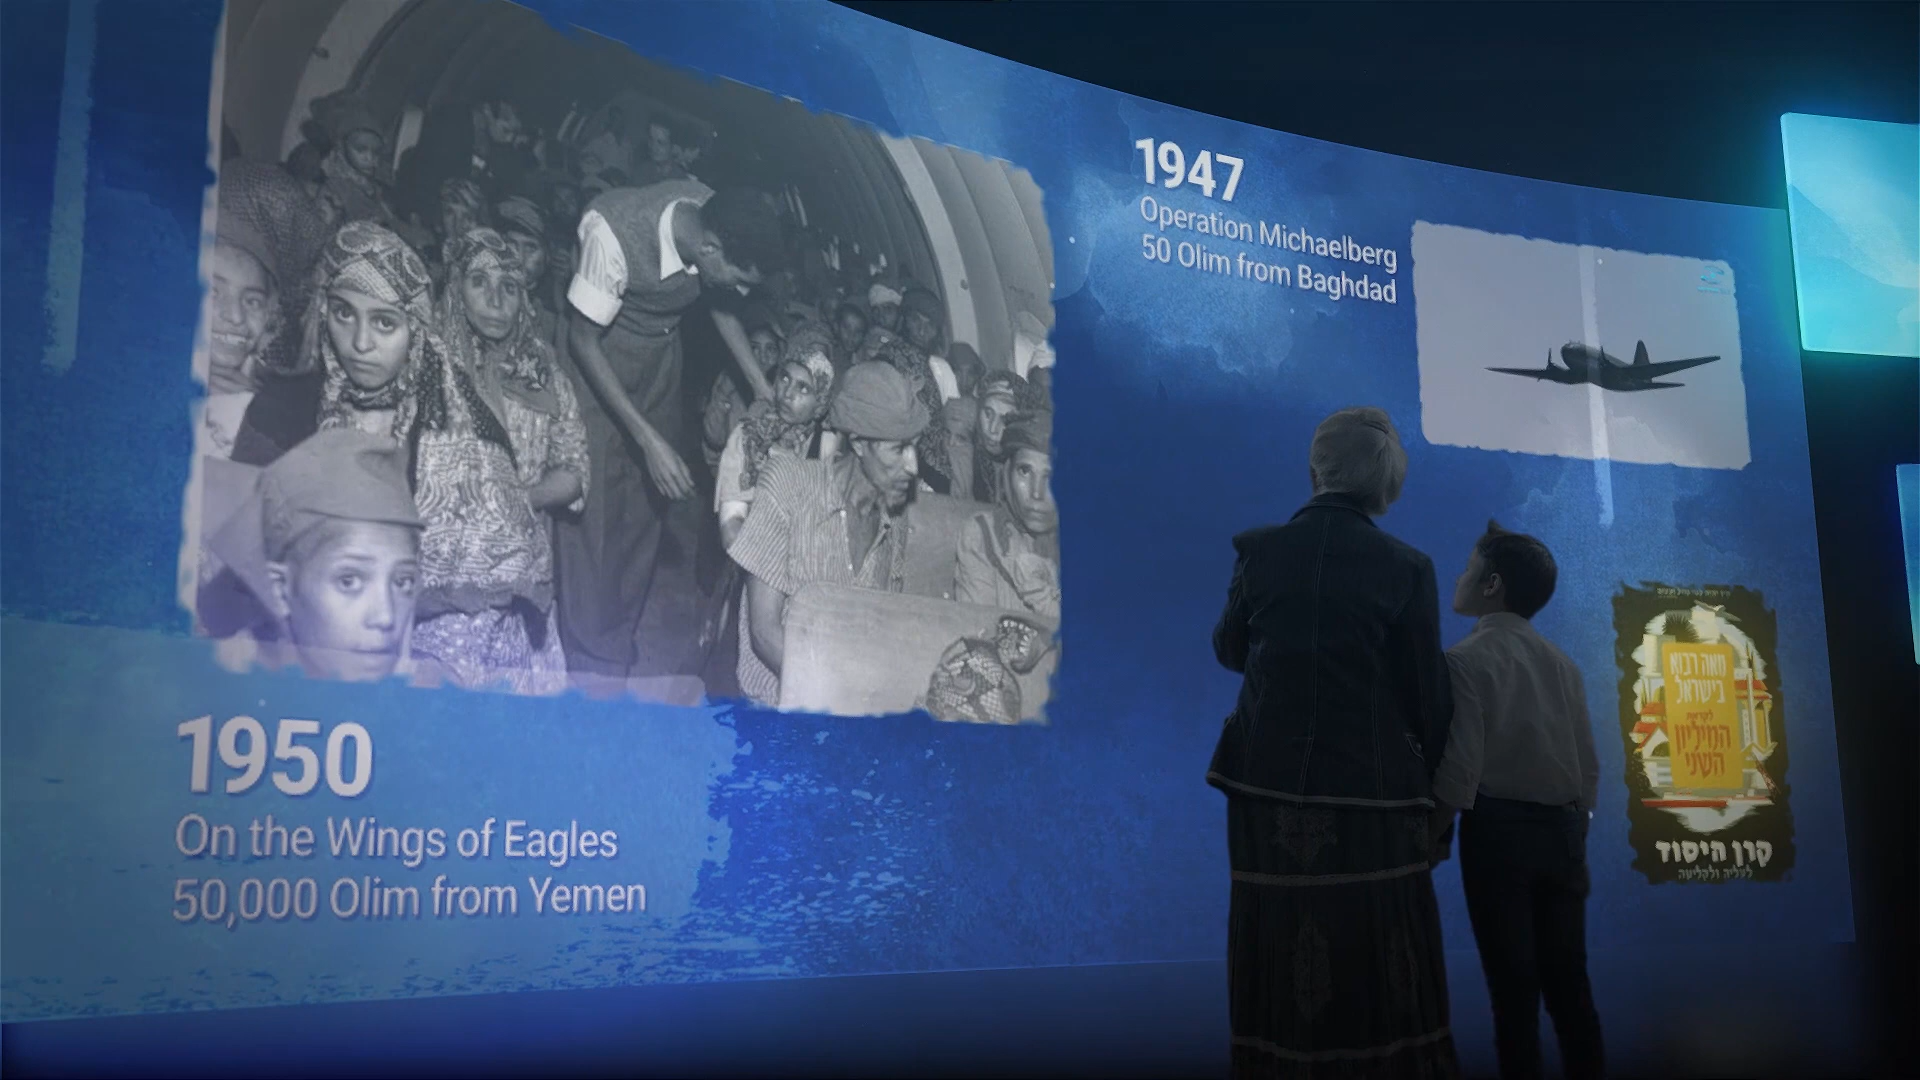 1947
Operation Michaelberg
50 Olim from Baghdad
1950
On the Wings of Eagles
50,000 Olim from Yemen
מאה רבוא
בישראל
לקראת
המיליון
השני
קרן היסוד
לעליה ולקליטה